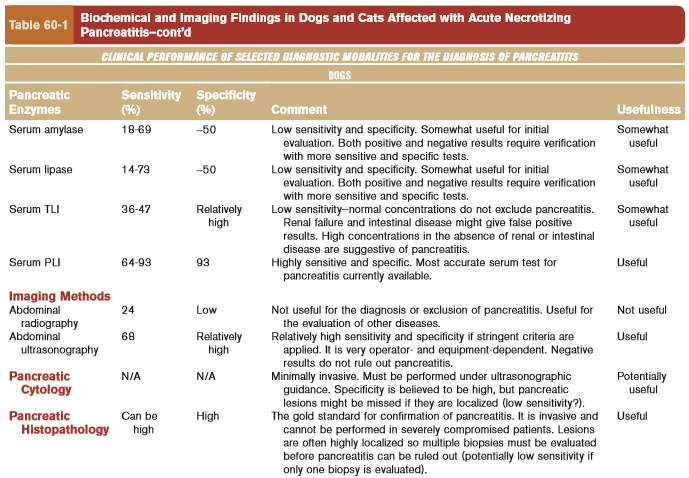 Table 60-1
Biochemical and Imaging Findings in Dogs and Cats Affected with Acute Necrotizing
Pancreatitis—cont'd
CLINICAL PERFORMANCE OF SELECTED DIAGNOSTIC MODALITIES FOR THE DIAGNOSIS OF PANCREATITIS
DOGS
Pancreatic Sensitivity Specificity
Enzymes (%) (%) Comment Usefulness
Serum amylase 18-69 ~50 Low sensitivity and specificity. Somewhat useful for initial Somewhat
evaluation. Both positive and negative results require verification useful
with more sensitive and specific tests.
Serum lipase 14-73 ~50 Low sensitivity and specificity. Somewhat useful for initial Somewhat
evaluation. Both positive and negative results require verification useful
with more sensitive and specific tests.
Serum TLI 36-47 Relatively Low sensitivity—normal concentrations do not exclude pancreatitis. Somewhat
high Renal failure and intestinal disease might give false positive useful
results. High concentrations in the absence of renal or intestinal
disease are suggestive of pancreatitis.
Serum PLI 64-93 93 Highly sensitive and specific. Most accurate serum test for Useful
pancreatitis currently available.
Imaging Methods
Abdominal 24 Low Not useful for the diagnosis or exclusion of pancreatitis. Useful for Not useful
radiography the evaluation of other diseases.
Abdominal 68 Relatively Relatively high sensitivity and specificity if stringent criteria are Useful
ultrasonography high applied. It is very operator- and equipment-dependent. Negative
results do not rule out pancreatitis.
Pancreatic N/A N/A Minimally invasive. Must be performed under ultrasonographic Potentially
Cytology guidance. Specificity is believed to be high, but pancreatic useful
lesions might be missed if they are localized (low sensitivity?).
Pancreatic Can be High The gold standard for confirmation of pancreatitis. It is invasive and Useful
Histopathology high cannot be performed in severely compromised patients. Lesions
are often highly localized so multiple biopsies must be evaluated
before pancreatitis can be ruled out (potentially low sensitivity if
only one biopsy is evaluated).